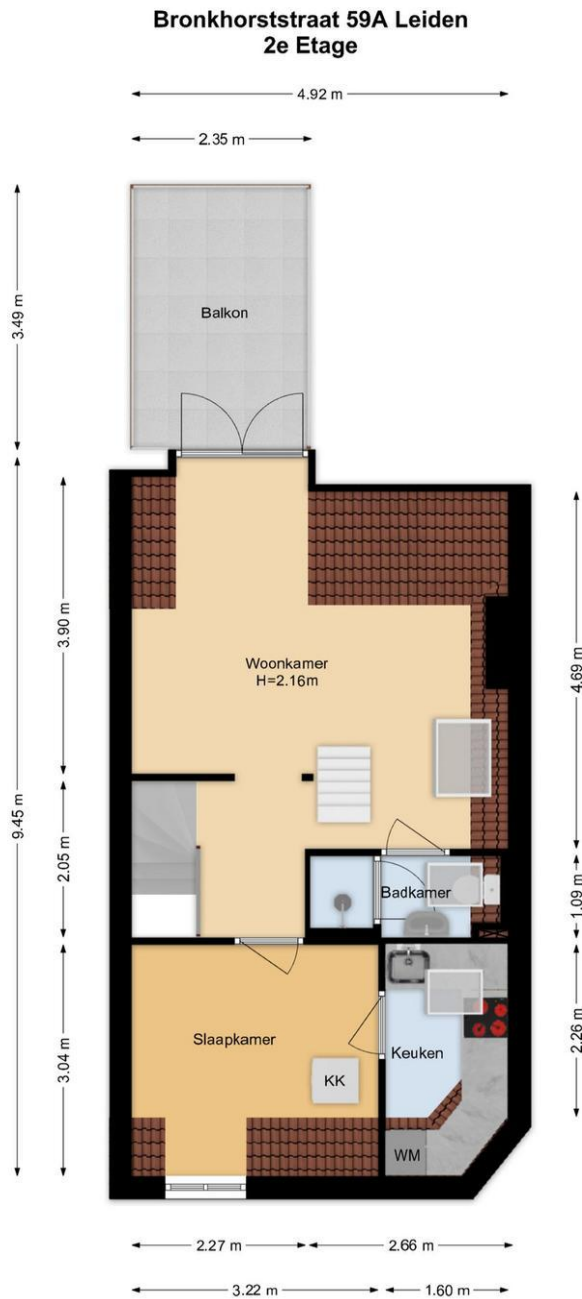 Bronkhorststraat 59A Leiden
2e Etage
4.92 m
2.35 m
3.49 m
Balkon
9.45 m
3.90 m
Woonkamer
H=2.16m
4.69 m
2.05 m
Badkamer
1.09 m
3.04 m
Slaapkamer
KK
Keuken
2.26 m
WM
2.27 m
2.66 m
3.22 m
1.60 m